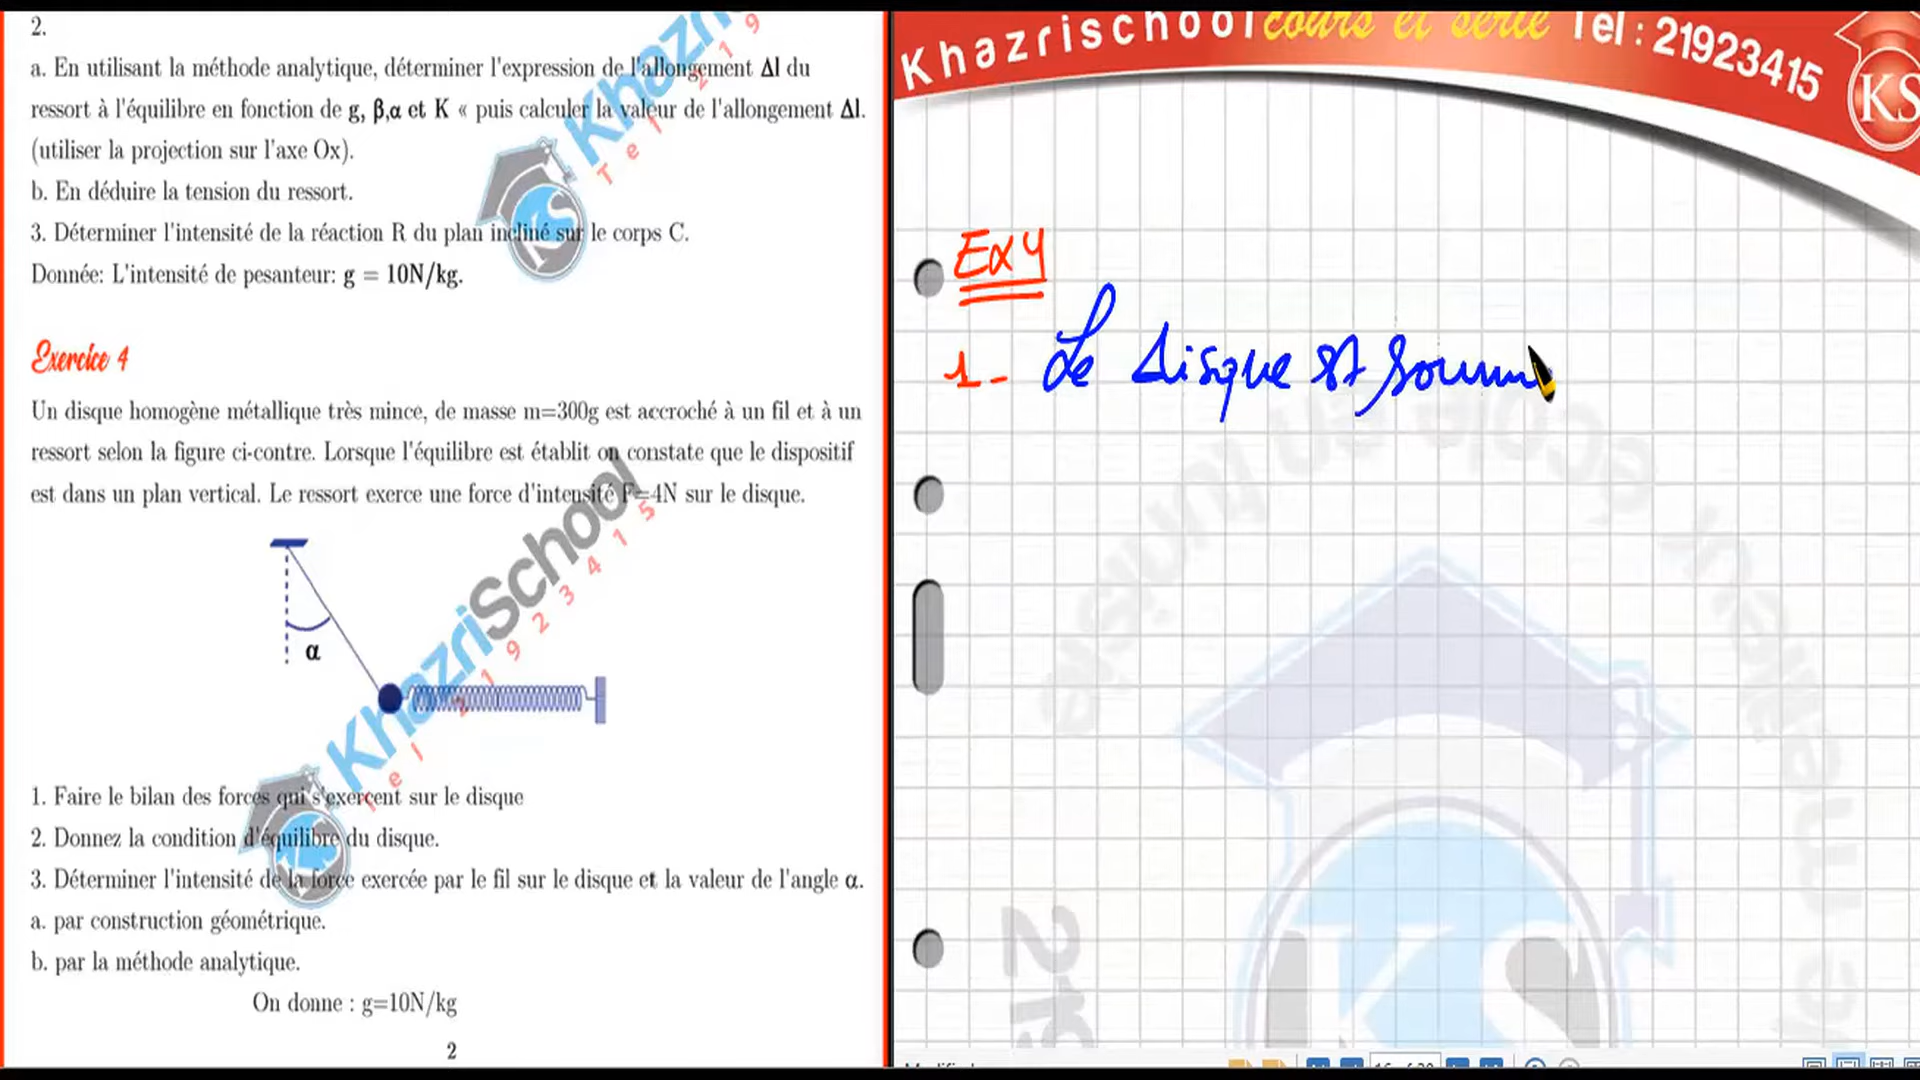 2.
a. En utilisant la méthode analytique, déterminer l'expression de l'allongement Δl du
ressort à l'équilibre en fonction de g, β,α et K « puis calculer la valeur de l'allongement Δl.
(utiliser la projection sur l'axe Ox).
b. En déduire la tension du ressort.
3. Déterminer l'intensité de la réaction R du plan incliné sur le corps C.
Donnée: L'intensité de pesanteur: g = 10N/kg.
Exercice 4
Un disque homogène métallique très mince, de masse m=300g est accroché à un fil et à un
ressort selon la figure ci-contre. Lorsque l'équilibre est établit on constate que le dispositif
est dans un plan vertical. Le ressort exerce une force d'intensité F=4N sur le disque.
α
1. Faire le bilan des forces qui s'exercent sur le disque
2. Donnez la condition d'équilibre du disque.
3. Déterminer l'intensité de la force exercée par le fil sur le disque et la valeur de l'angle α.
a. par construction géométrique.
b. par la méthode analytique.
On donne : g=10N/kg
2
KhazriSchool
Tel 21923415
KS
Khazrischool cours et serie Tel : 21923415
KS
Ex 4
1- Le disque est soum